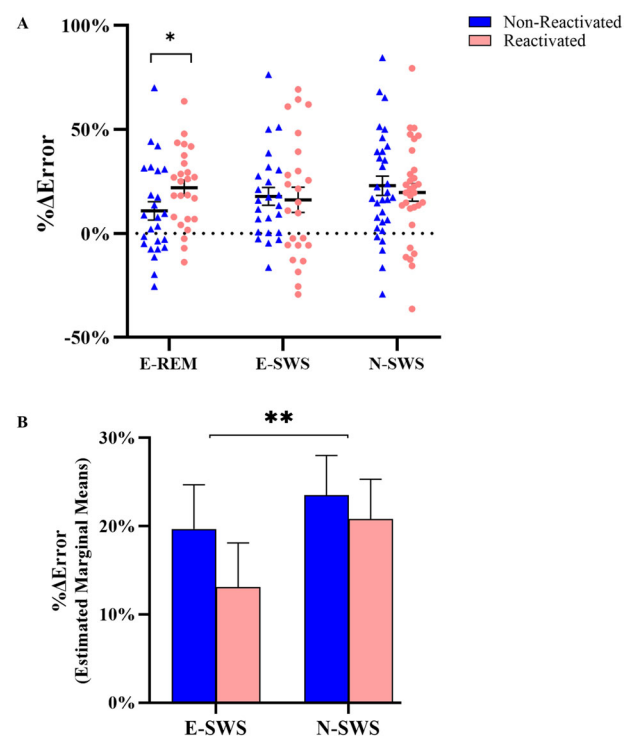 A
Non-Reactivated
Reactivated
100%
*
50%
0%
-50%
%ΔError
E-REM
E-SWS
N-SWS
B
**
30%
20%
10%
0%
%ΔError
(Estimated Marginal Means)
E-SWS
N-SWS